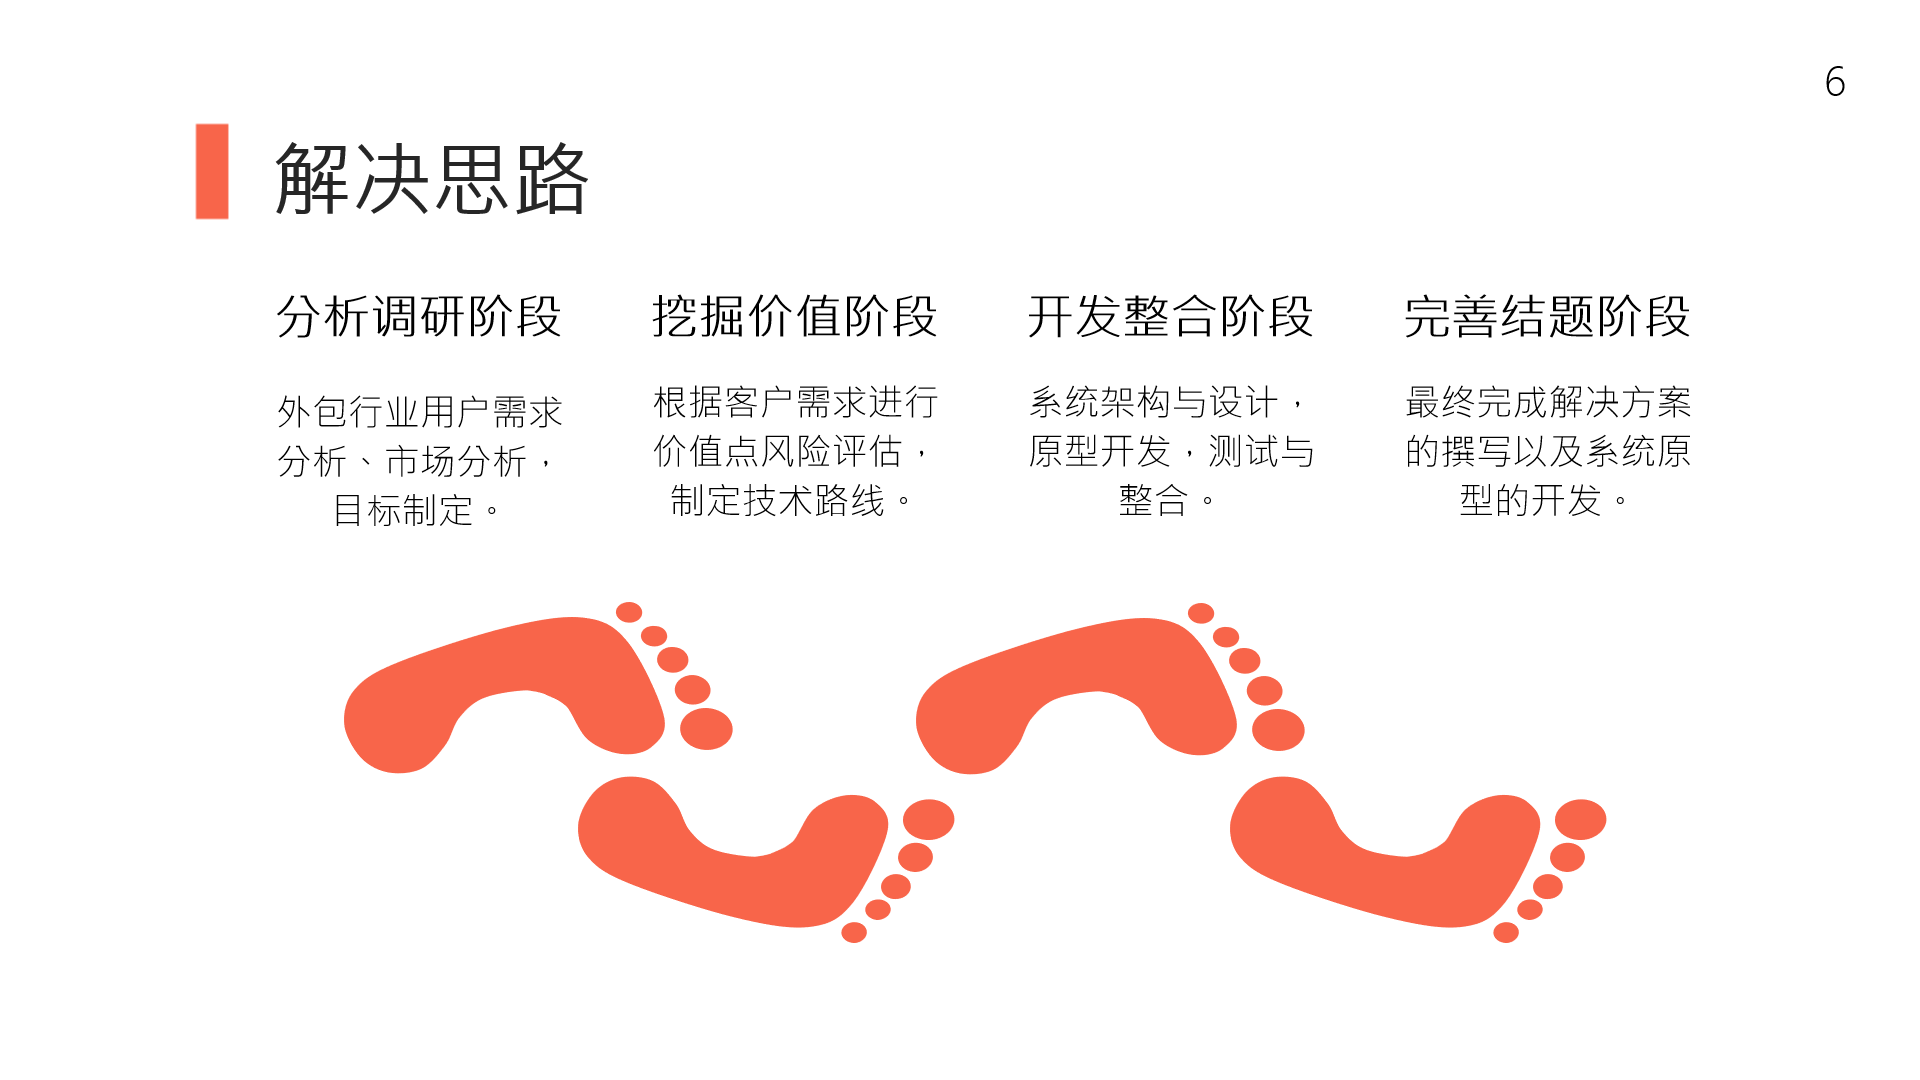 6
解决思路
分析调研阶段
外包行业用户需求
分析、市场分析，
目标制定。
挖掘价值阶段
根据客户需求进行
价值点风险评估，
制定技术路线。
开发整合阶段
系统架构与设计，
原型开发，测试与
整合。
完善结题阶段
最终完成解决方案
的撰写以及系统原
型的开发。